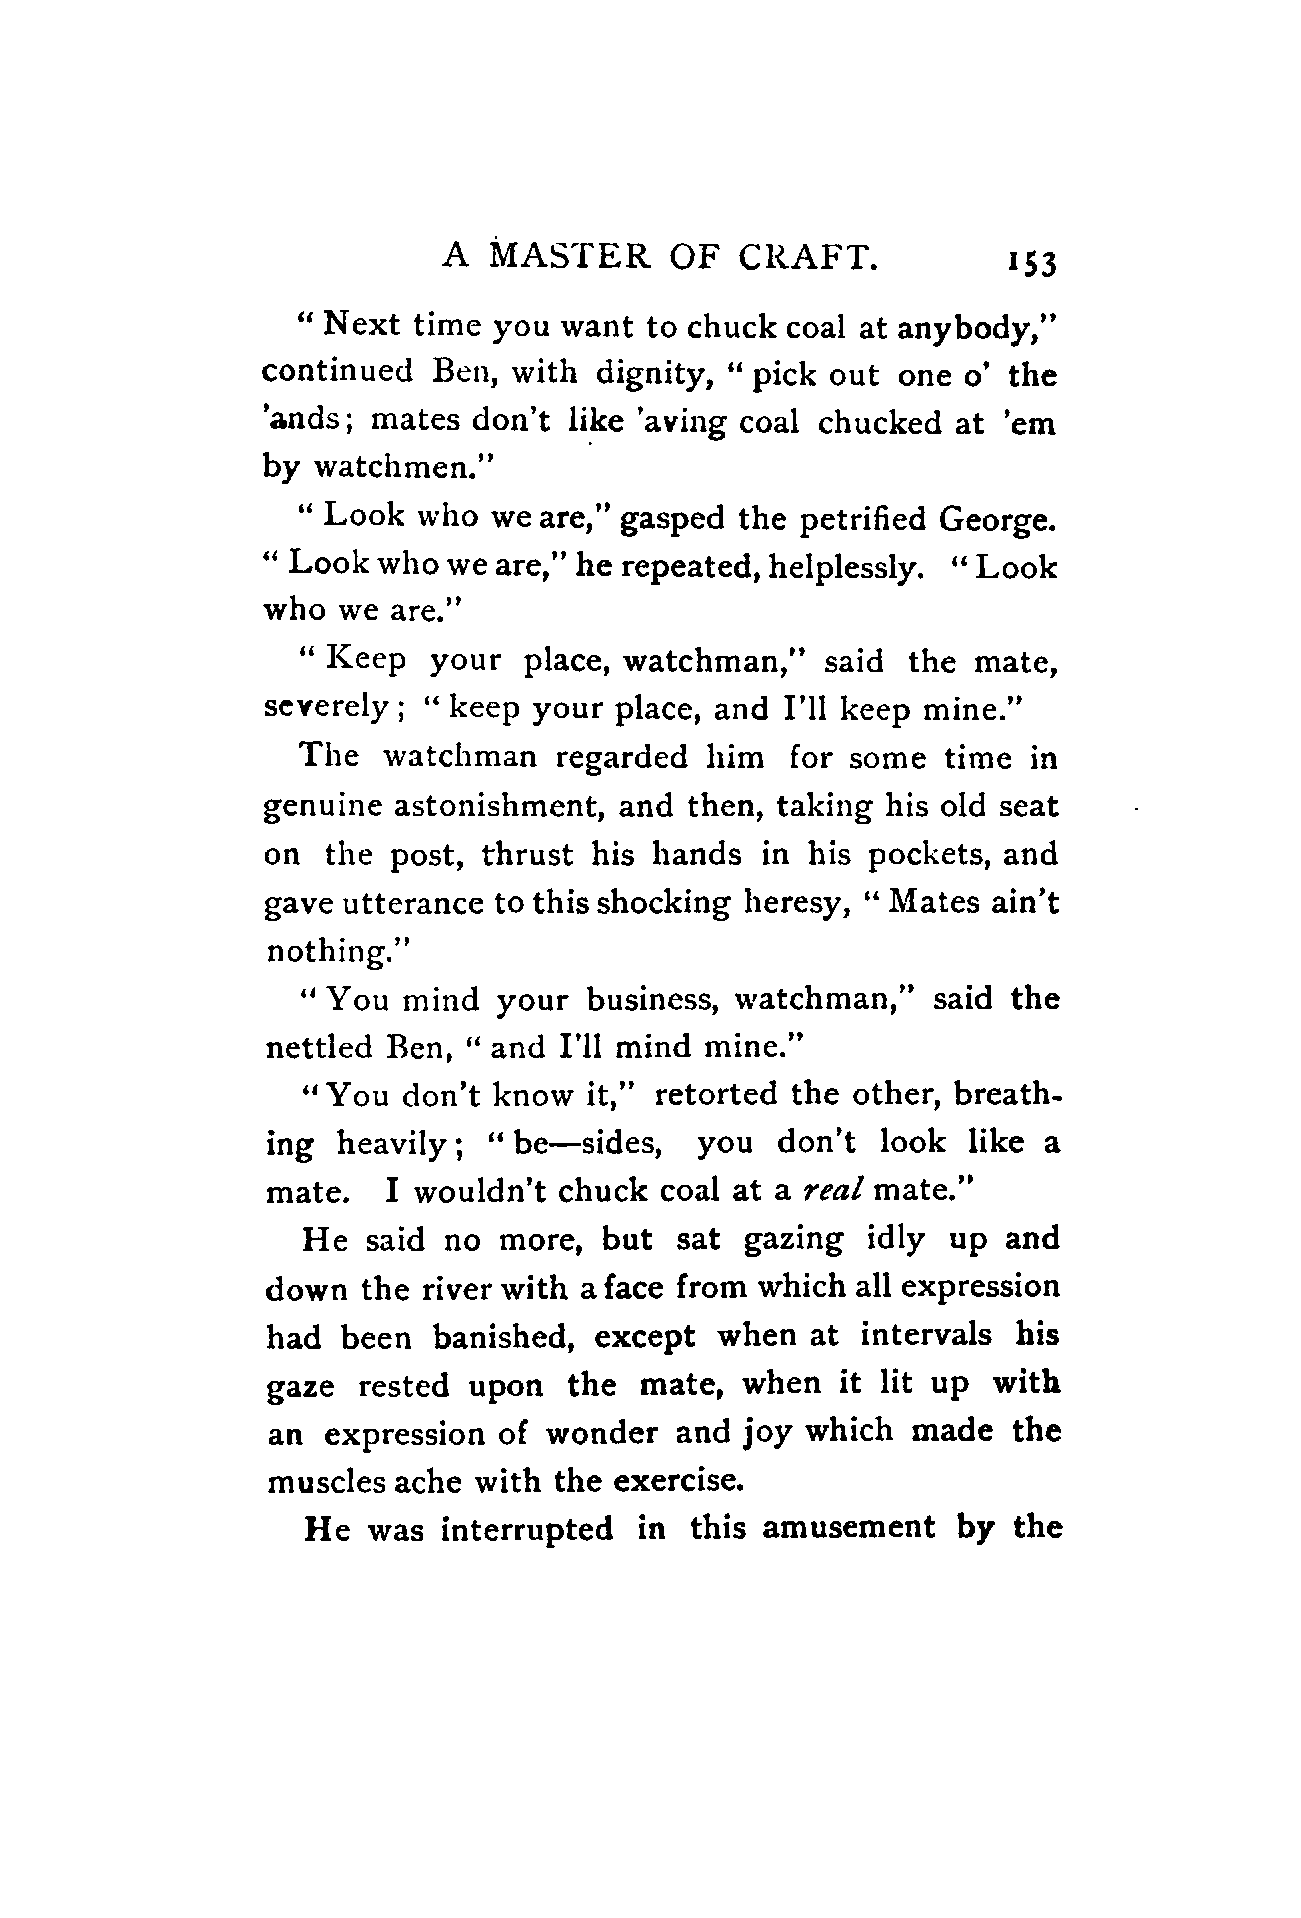 A MASTER OF CRAFT. 153
“ Next time you want to chuck coal at anybody,”
continued Ben, with dignity, “ pick out one o’ the
’ands; mates don’t like ’aving coal chucked at ’em
by watchmen.”
“ Look who we are,” gasped the petrified George.
“ Look who we are,” he repeated, helplessly. “ Look
who we are.”
“ Keep your place, watchman,” said the mate,
severely ; “ keep your place, and I’ll keep mine.”
The watchman regarded him for some time in
genuine astonishment, and then, taking his old seat
on the post, thrust his hands in his pockets, and
gave utterance to this shocking heresy, “ Mates ain’t
nothing.”
“ You mind your business, watchman,” said the
nettled Ben, “ and I’ll mind mine.”
“ You don’t know it,” retorted the other, breath-
ing heavily ; “ be—sides, you don’t look like a
mate. I wouldn’t chuck coal at a real mate.”
He said no more, but sat gazing idly up and
down the river with a face from which all expression
had been banished, except when at intervals his
gaze rested upon the mate, when it lit up with
an expression of wonder and joy which made the
muscles ache with the exercise.
He was interrupted in this amusement by the